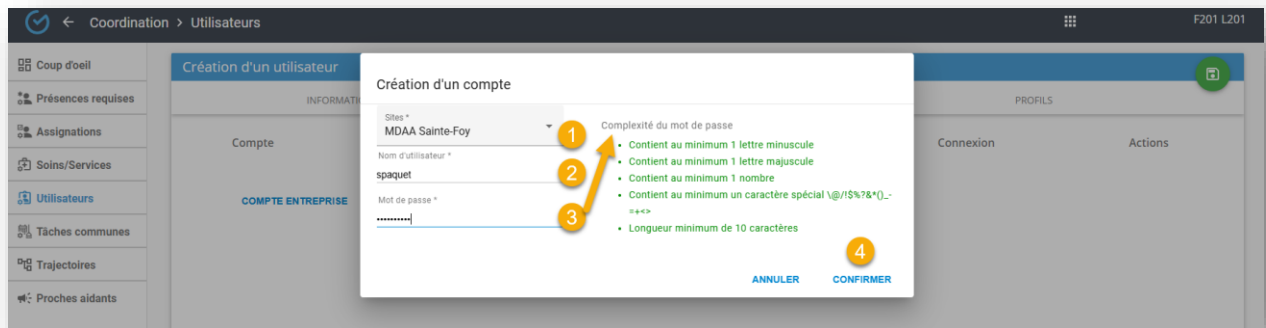 Coordination > Utilisateurs
F201 L201
Coup d'oeil
Présences requises
Assignations
Soins/Services
Utilisateurs
Tâches communes
Trajectoires
Proches aidants
Création d'un utilisateur
INFORMATI
PROFILS
Compte
Connexion
Actions
COMPTE ENTREPRISE
Création d'un compte
Sites *
MDAA Sainte-Foy
1
Nom d'utilisateur *
spaquet
2
Mot de passe *
••••••••••
3
Complexité du mot de passe
• Contient au minimum 1 lettre minuscule
• Contient au minimum 1 lettre majuscule
• Contient au minimum 1 nombre
• Contient au minimum un caractère spécial \@/!$%?&*()_-
=+<>
• Longueur minimum de 10 caractères
4
ANNULER
CONFIRMER